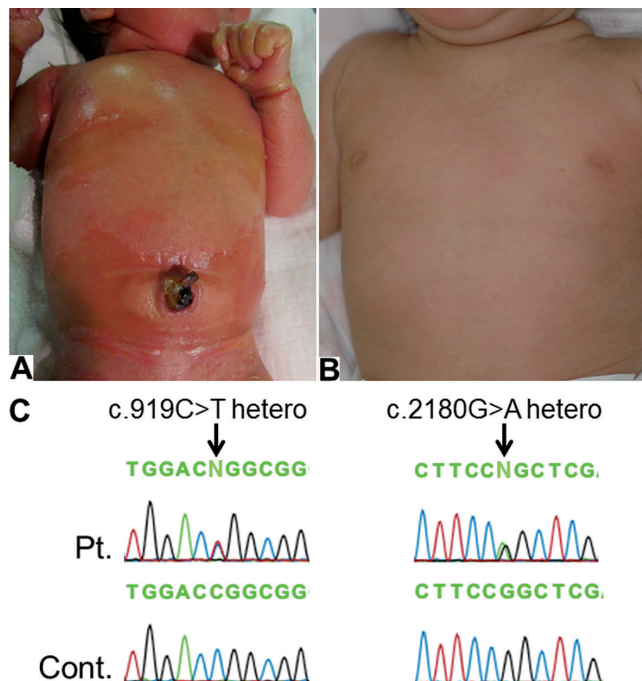 A
B
C
c.919C>T hetero
c.2180G>A hetero
TGGACNGGCGG
CTTCCNGCTCG
Pt.
TGGACCGGCGG
CTTCCGGCTCG
Cont.